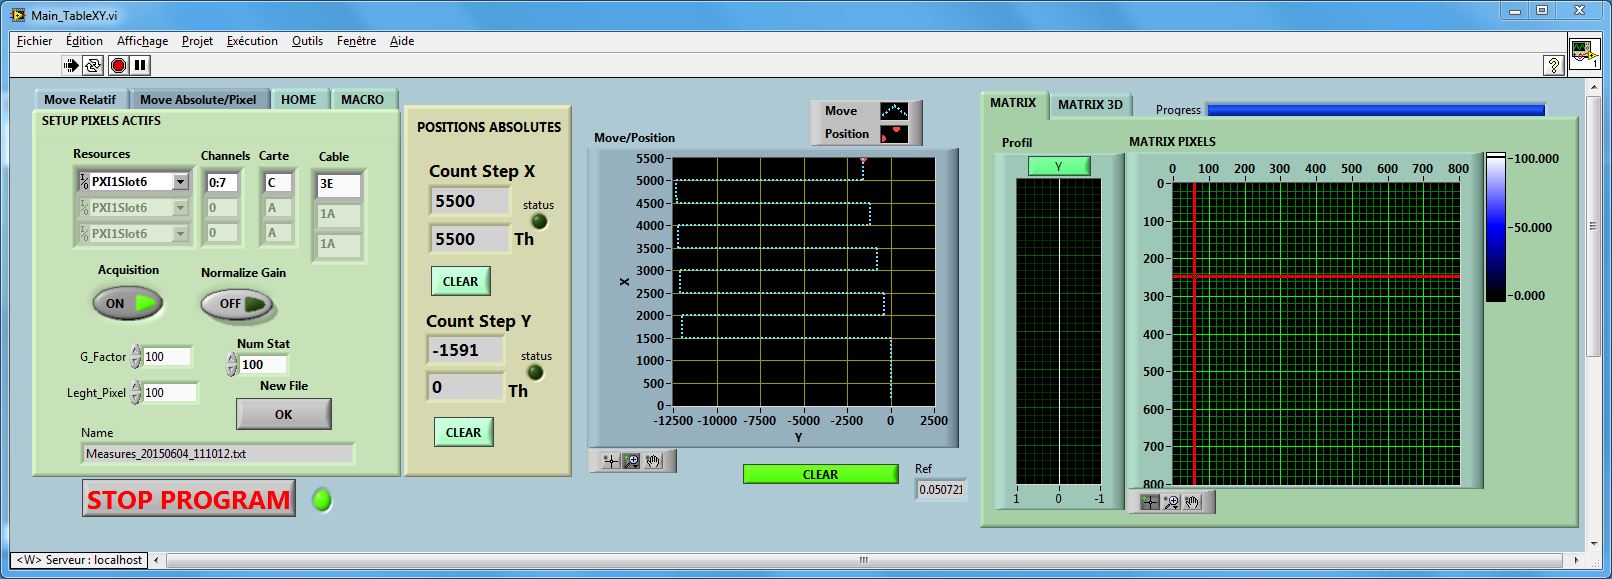 Main_TableXY.vi
Fichier Édition Affichage Projet Exécution Outils Fenêtre Aide
1
Move Relatif Move Absolute/Pixel HOME MACRO
SETUP PIXELS ACTIFS
Resources Channels Carte Cable
PXI1Slot6 0:7 C 3E
PXI1Slot6 0 A 1A
PXI1Slot6 0 A 1A
Acquisition Normalize Gain
ON OFF
G_Factor 100
Num Stat
100
Leght_Pixel 100
New File
OK
Name
Measures_20150604_111012.txt
STOP PROGRAM
POSITIONS ABSOLUTES
Count Step X
5500
status
5500 Th
CLEAR
Count Step Y
-1591
status
0 Th
CLEAR
Move
Position
Move/Position
5500
5000
4500
4000
3500
3000
2500
2000
1500
1000
500
0
X
-12500 -10000 -7500 -5000 -2500 0 2500
Y
CLEAR
Ref
0.050721
MATRIX MATRIX 3D
Progress
Profil
Y
1 0 -1
MATRIX PIXELS
0 100 200 300 400 500 600 700 800
0
100
200
300
400
500
600
700
800
-100.000
-50.000
-0.000
<W> Serveur : localhost